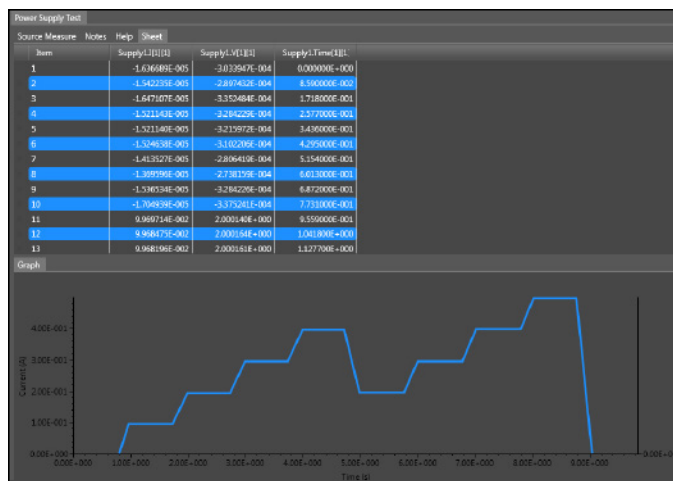 Power Supply Test
Source Measure Notes Help Sheet
Item Supply1.I[1][1] Supply1.V[1][1] Supply1.Time[1][1]
1 -1.636689E-005 -3.033947E-004 0.000000E+000
2 -1.542235E-005 -2.897432E-004 8.590000E-002
3 -1.647107E-005 -3.352484E-004 1.718000E-001
4 -1.521143E-005 -3.284229E-004 2.577000E-001
5 -1.521140E-005 -3.215972E-004 3.436000E-001
6 -1.524638E-005 -3.102206E-004 4.295000E-001
7 -1.413527E-005 -2.806419E-004 5.154000E-001
8 -1.369596E-005 -2.738159E-004 6.013000E-001
9 -1.536534E-005 -3.284226E-004 6.872000E-001
10 -1.704939E-005 -3.375241E-004 7.731000E-001
11 9.969714E-002 2.000140E+000 9.559000E-001
12 9.968475E-002 2.000164E+000 1.041800E+000
13 9.968196E-002 2.000161E+000 1.127700E+000
Graph
4.00E-001
3.00E-001
2.00E-001
1.00E-001
0.00E+000
Current (A)
0.00E+000 1.00E+000 2.00E+000 3.00E+000 4.00E+000 5.00E+000 6.00E+000 7.00E+000 8.00E+000 9.00E+000
Time (s)